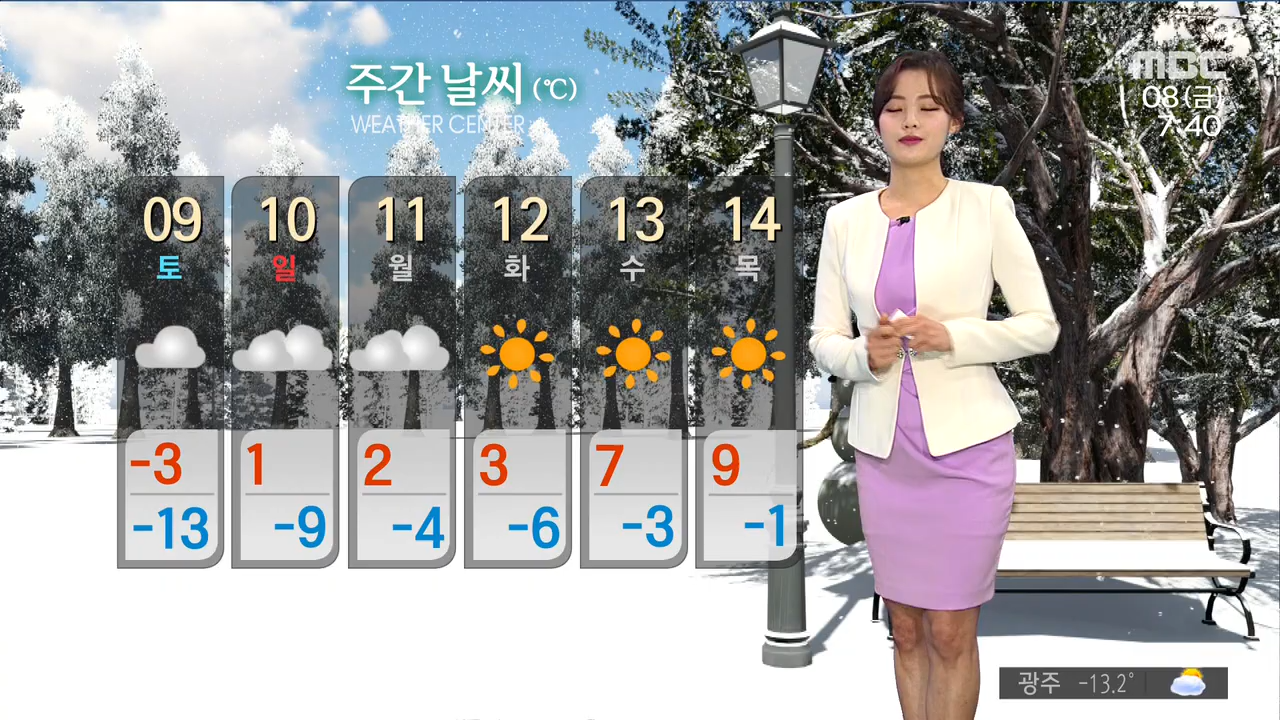 주간 날씨 (℃)
WEATHER CENTER
MBC
08(금)
7:40
09 10 11 12 13 14
토 일 월 화 수 목
-3 1 2 3 7 9
-13 -9 -4 -6 -3 -1
광주 -13.2°